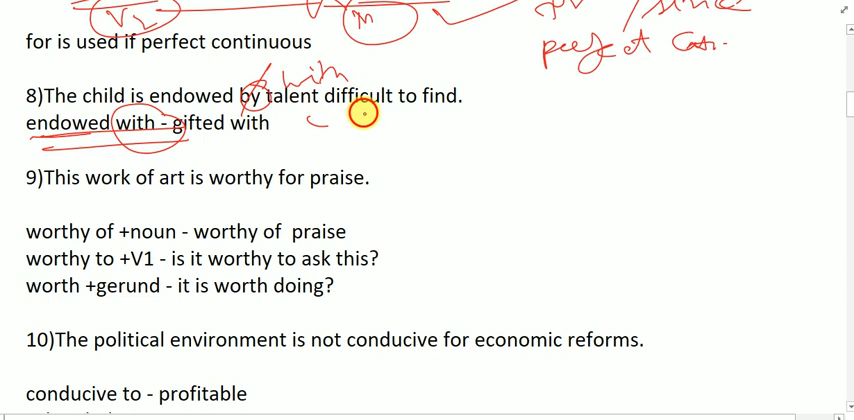 V2
M
/ since
for is used if perfect continuous
perfect Con.
with
8)The child is endowed by talent difficult to find.
endowed with - gifted with
9)This work of art is worthy for praise.
worthy of +noun - worthy of  praise
worthy to +V1 - is it worthy to ask this?
worth +gerund - it is worth doing?
10)The political environment is not conducive for economic reforms.
conducive to - profitable